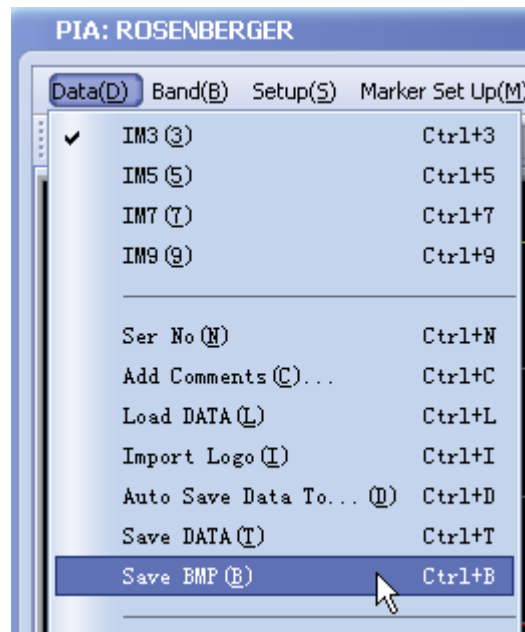 PIA: ROSENBERGER
Data(D) Band(B) Setup(S) Marker Set Up(M)
✔ IM3(3) Ctrl+3
IM5(5) Ctrl+5
IM7(7) Ctrl+7
IM9(9) Ctrl+9
Ser No(N) Ctrl+N
Add Comments(C)... Ctrl+C
Load DATA(L) Ctrl+L
Import Logo(I) Ctrl+I
Auto Save Data To...(D) Ctrl+D
Save DATA(T) Ctrl+T
Save BMP(B) Ctrl+B